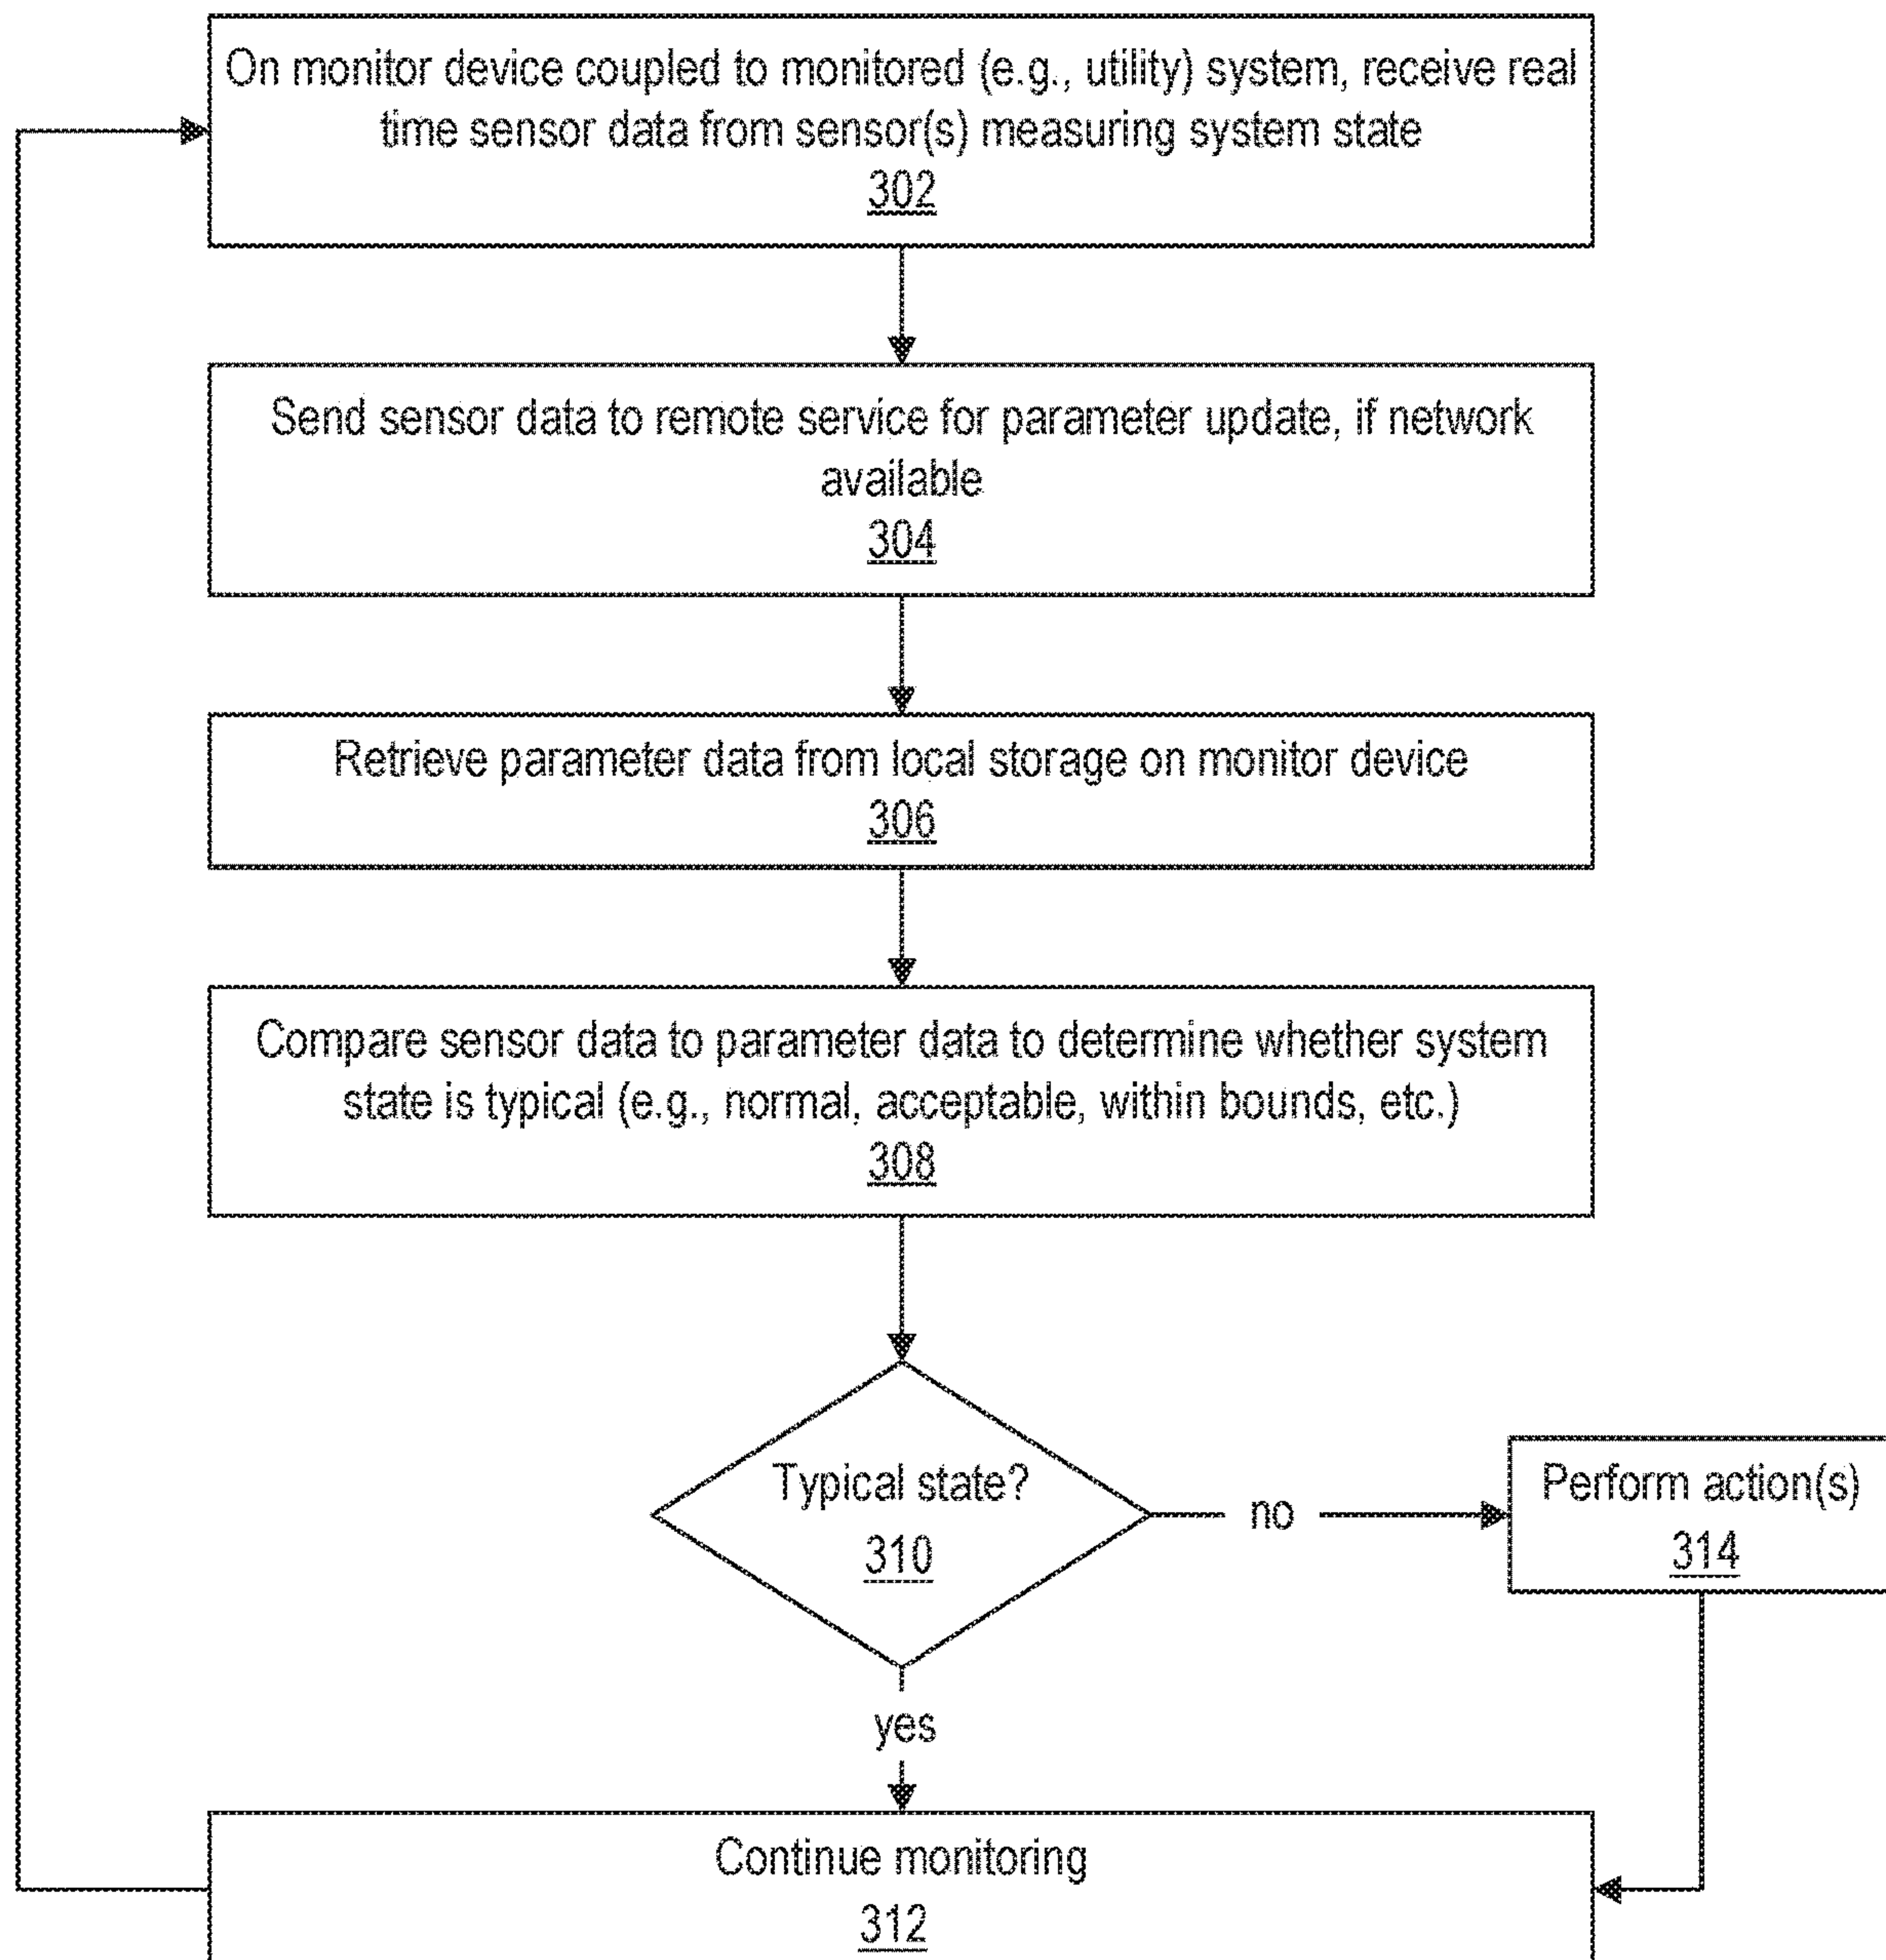 On monitor device coupled to monitored (e.g., utility) system, receive real
time sensor data from sensor(s) measuring system state
302
Send sensor data to remote service for parameter update, if network
available
304
Retrieve parameter data from local storage on monitor device
306
Compare sensor data to parameter data to determine whether system
state is typical (e.g., normal, acceptable, within bounds, etc.)
308
Typical state?
310
no
Perform action(s)
314
yes
Continue monitoring
312